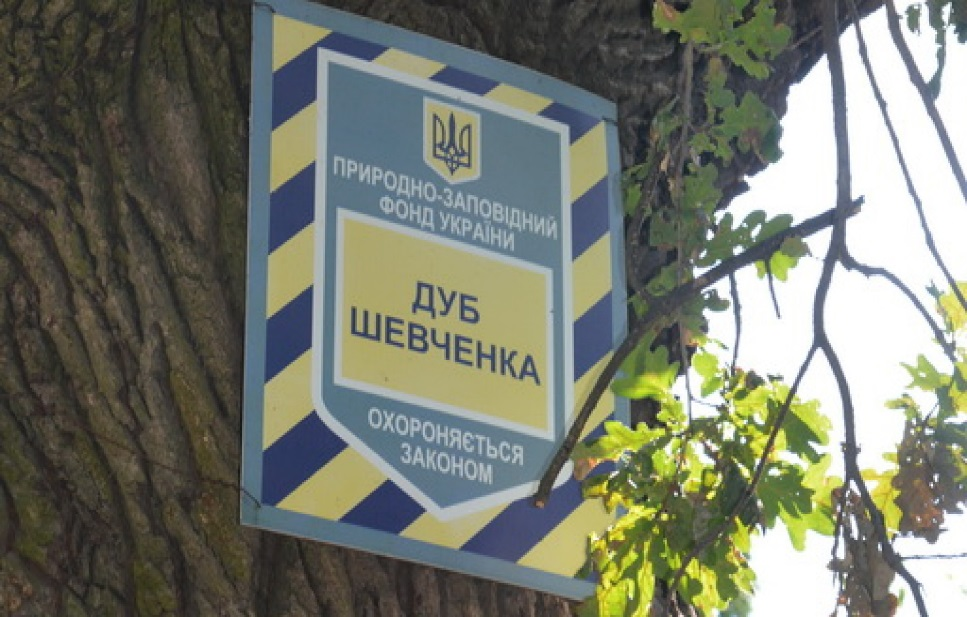 ПРИРОДНО-ЗАПОВІДНИЙ
ФОНД УКРАЇНИ
ДУБ
ШЕВЧЕНКА
ОХОРОНЯЄТЬСЯ
ЗАКОНОМ